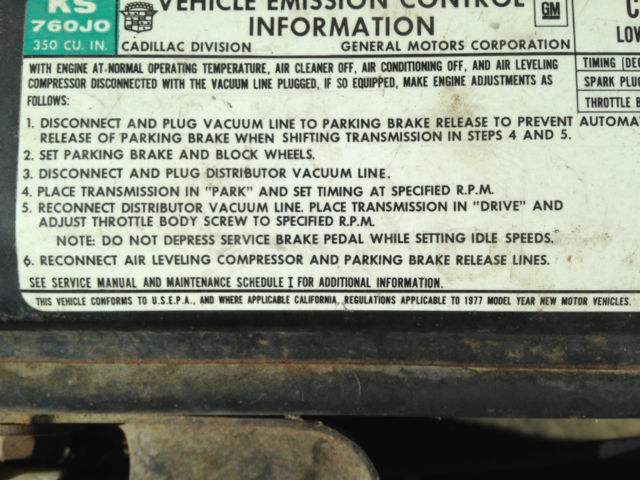 KS
760J0
350 CU. IN.
VEHICLE EMISSION CONTROL
INFORMATION
GM
CADILLAC DIVISION GENERAL MOTORS CORPORATION
LOW
TIMING (DEG
SPARK PLUG
THROTTLE B
WITH ENGINE AT NORMAL OPERATING TEMPERATURE, AIR CLEANER OFF, AIR CONDITIONING OFF, AND AIR LEVELING
COMPRESSOR DISCONNECTED WITH THE VACUUM LINE PLUGGED, IF SO EQUIPPED, MAKE ENGINE ADJUSTMENTS AS
FOLLOWS:
1. DISCONNECT AND PLUG VACUUM LINE TO PARKING BRAKE RELEASE TO PREVENT AUTOMA
RELEASE OF PARKING BRAKE WHEN SHIFTING TRANSMISSION IN STEPS 4 AND 5.
2. SET PARKING BRAKE AND BLOCK WHEELS.
3. DISCONNECT AND PLUG DISTRIBUTOR VACUUM LINE.
4. PLACE TRANSMISSION IN "PARK" AND SET TIMING AT SPECIFIED R.P.M.
5. RECONNECT DISTRIBUTOR VACUUM LINE. PLACE TRANSMISSION IN "DRIVE" AND
ADJUST THROTTLE BODY SCREW TO SPECIFIED R.P.M.
NOTE: DO NOT DEPRESS SERVICE BRAKE PEDAL WHILE SETTING IDLE SPEEDS.
6. RECONNECT AIR LEVELING COMPRESSOR AND PARKING BRAKE RELEASE LINES.
SEE SERVICE MANUAL AND MAINTENANCE SCHEDULE I FOR ADDITIONAL INFORMATION.
THIS VEHICLE CONFORMS TO U.S.E.P.A., AND WHERE APPLICABLE CALIFORNIA, REGULATIONS APPLICABLE TO 1977 MODEL YEAR NEW MOTOR VEHICLES.